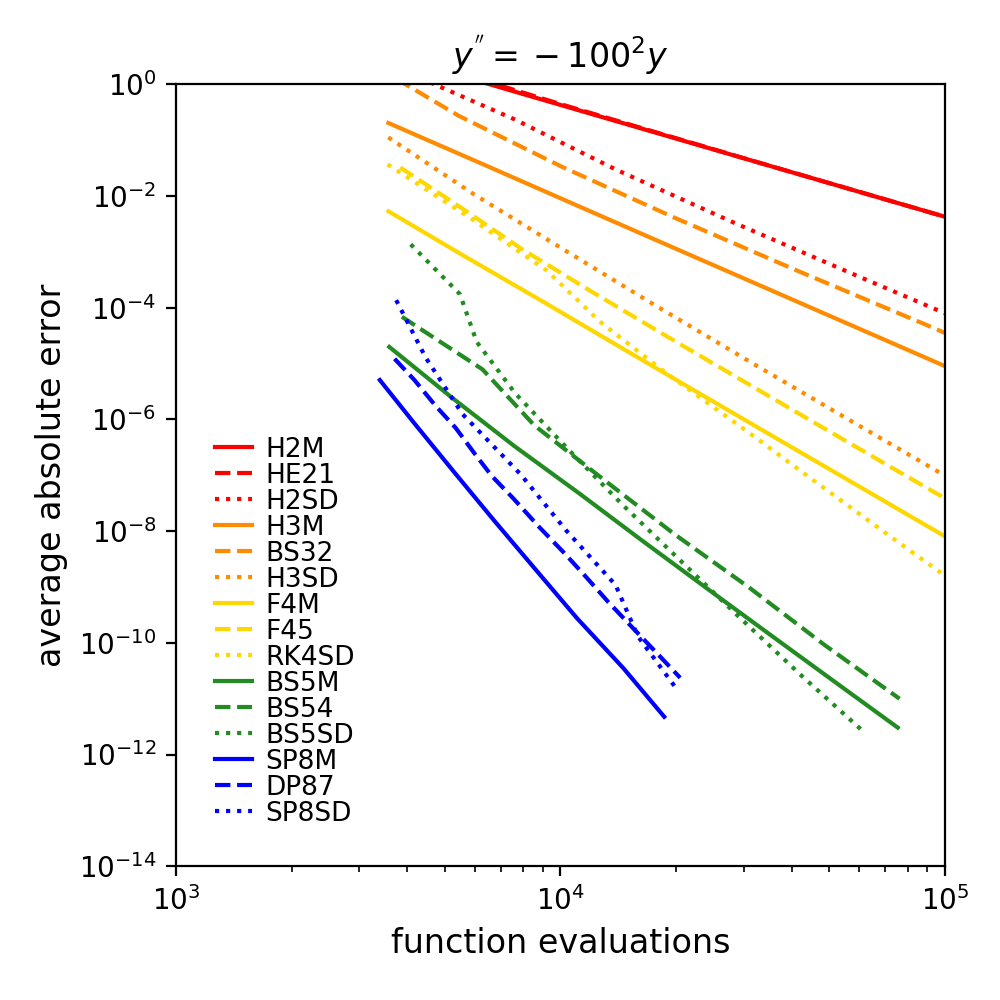 y'' = −100²y
average absolute error
10⁰
10⁻²
10⁻⁴
10⁻⁶
10⁻⁸
10⁻¹⁰
10⁻¹²
10⁻¹⁴
H2M
HE21
H2SD
H3M
BS32
H3SD
F4M
F45
RK4SD
BS5M
BS54
BS5SD
SP8M
DP87
SP8SD
10³ 10⁴ 10⁵
function evaluations